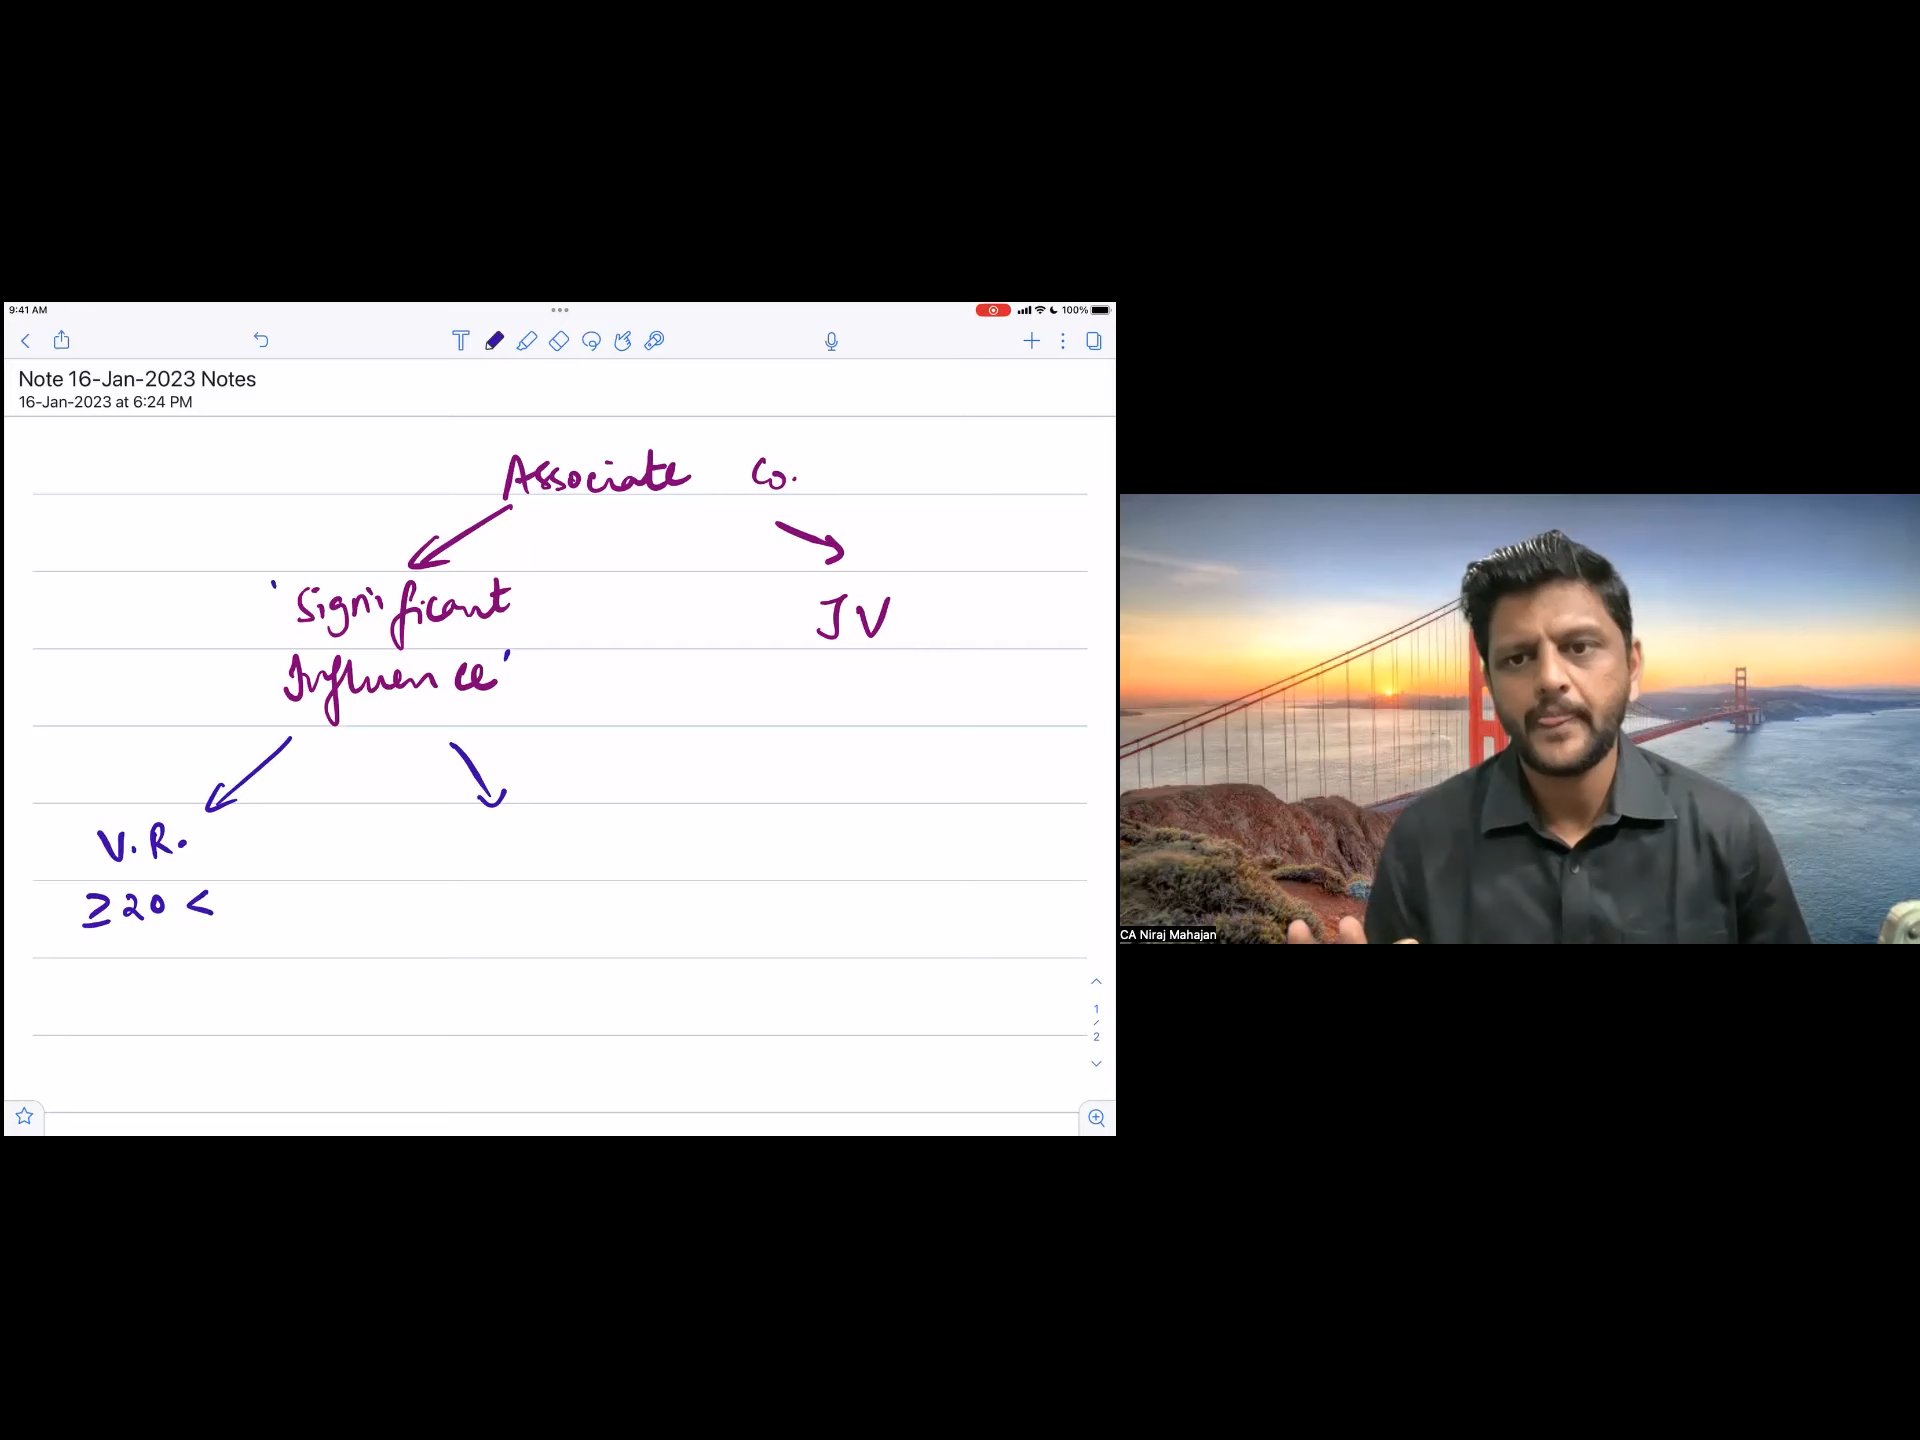 9:41 AM
100%
T
Note 16-Jan-2023 Notes
16-Jan-2023 at 6:24 PM
Associate Co.
'Significant
Influence'
JV
V.R.
≥20 <
CA Niraj Mahajan
1
/
2